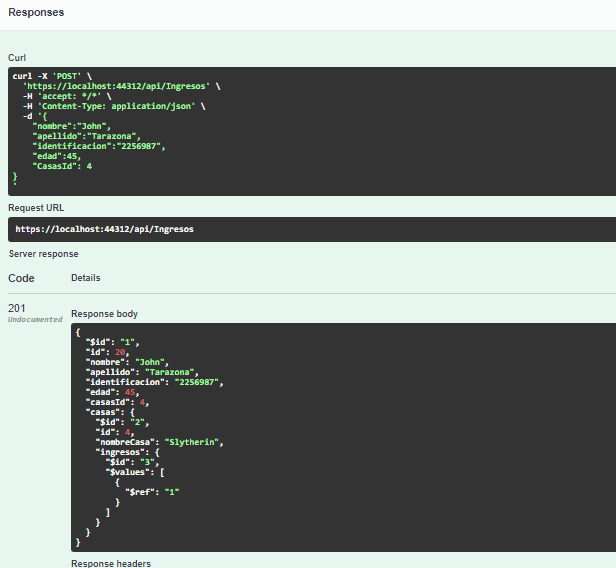 Responses
Curl
curl -X 'POST' \
  'https://localhost:44312/api/Ingresos' \
  -H 'accept: */*' \
  -H 'Content-Type: application/json' \
  -d '{
    "nombre":"John",
    "apellido":"Tarazona",
    "identificacion":"2256987",
    "edad":45,
    "CasasId": 4
}
'
Request URL
https://localhost:44312/api/Ingresos
Server response
Code Details
201
Undocumented
Response body
{
  "$id": "1",
  "id": 20,
  "nombre": "John",
  "apellido": "Tarazona",
  "identificacion": "2256987",
  "edad": 45,
  "casasId": 4,
  "casas": {
    "$id": "2",
    "id": 4,
    "nombreCasa": "Slytherin",
    "ingresos": {
      "$id": "3",
      "$values": [
        {
          "$ref": "1"
        }
      ]
    }
  }
}
Response headers